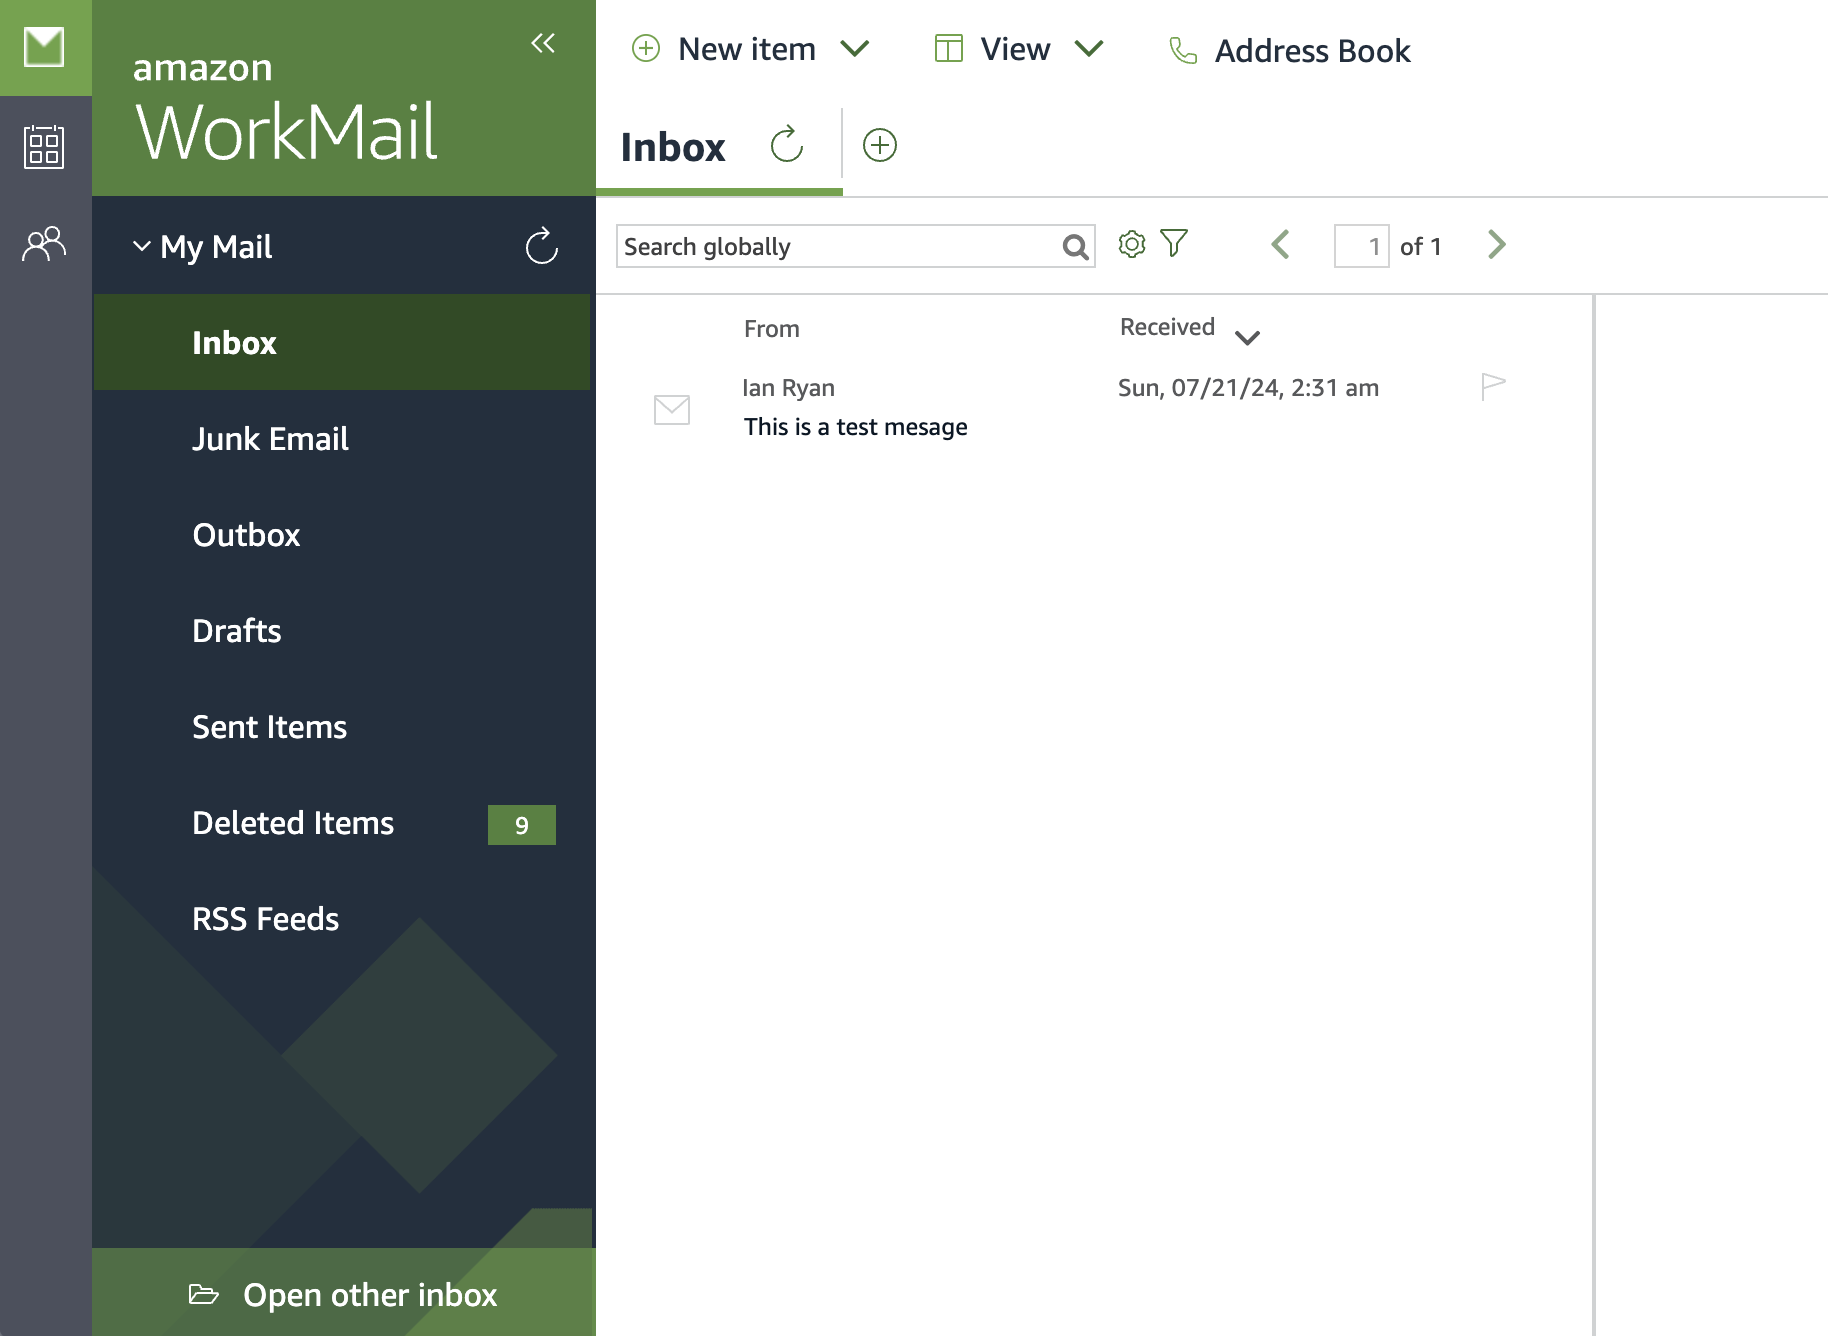 amazon
WorkMail
New item
View
Address Book
Inbox
My Mail
Search globally
1 of 1
Inbox
Junk Email
Outbox
Drafts
Sent Items
Deleted Items 9
RSS Feeds
Open other inbox
From Received
Ian Ryan Sun, 07/21/24, 2:31 am
This is a test mesage